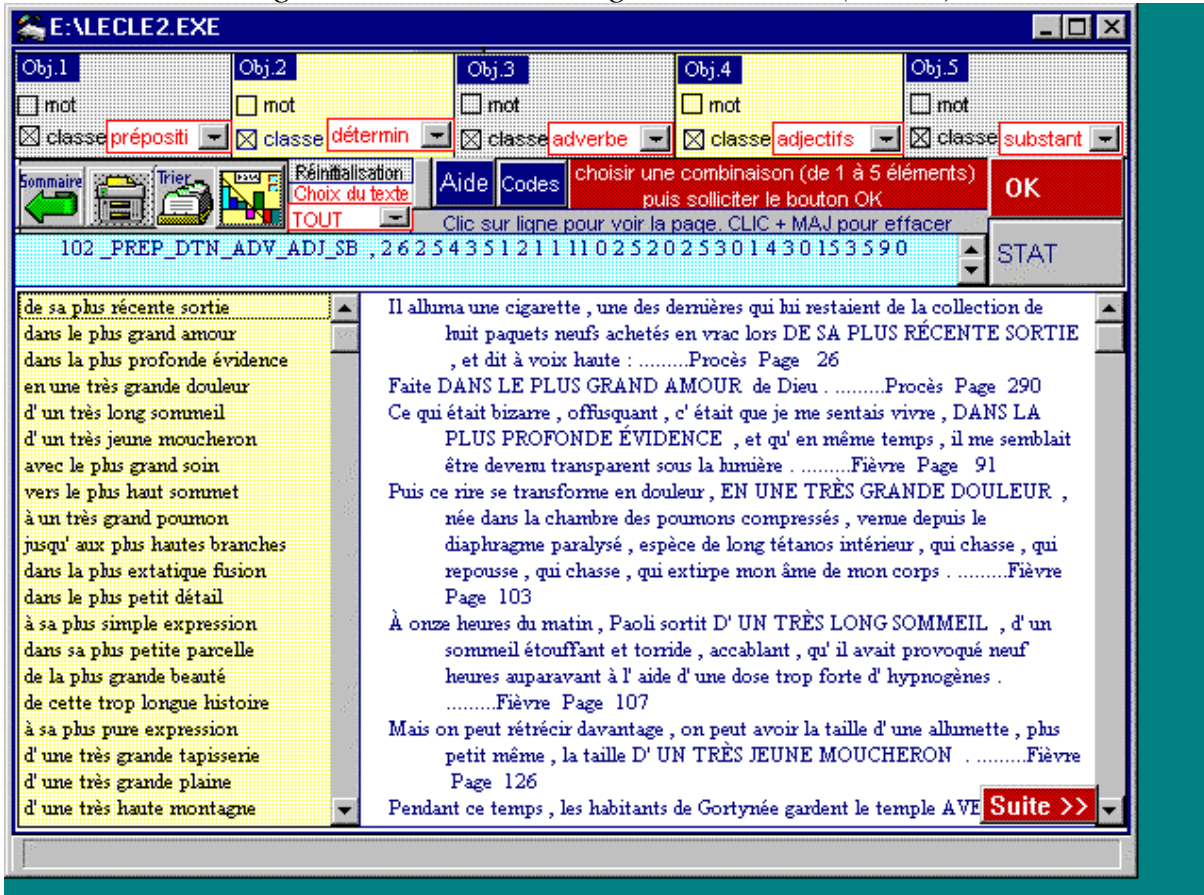 E:\LECLE2.EXE
Obj.1 Obj.2 Obj.3 Obj.4 Obj.5
mot mot mot mot mot
classe prépositi classe détermin classe adverbe classe adjectifs classe substant
Sommaire Trier Réinitialisation
Choix du texte
TOUT
Aide Codes
choisir une combinaison (de 1 à 5 éléments)
puis solliciter le bouton OK
OK
Clic sur ligne pour voir la page. CLIC + MAJ pour effacer
102_PREP_DTN_ADV_ADJ_SB , 2 6 2 5 4 3 5 1 2 1 1 1 1 0 2 5 2 0 2 5 3 0 1 4 3 0 15 3 5 9 0
STAT
de sa plus récente sortie
dans le plus grand amour
dans la plus profonde évidence
en une très grande douleur
d' un très long sommeil
d' un très jeune moucheron
avec le plus grand soin
vers le plus haut sommet
à un très grand poumon
jusqu' aux plus hautes branches
dans la plus extatique fusion
dans le plus petit détail
à sa plus simple expression
dans sa plus petite parcelle
de la plus grande beauté
de cette trop longue histoire
à sa plus pure expression
d' une très grande tapisserie
d' une très grande plaine
d' une très haute montagne
Il alluma une cigarette , une des dernières qui lui restaient de la collection de
huit paquets neufs achetés en vrac lors DE SA PLUS RÉCENTE SORTIE
, et dit à voix haute : .........Procès Page 26
Faite DANS LE PLUS GRAND AMOUR de Dieu . .........Procès Page 290
Ce qui était bizarre , offusquant , c' était que je me sentais vivre , DANS LA
PLUS PROFONDE ÉVIDENCE , et qu' en même temps , il me semblait
être devenu transparent sous la lumière . .........Fièvre Page 91
Puis ce rire se transforme en douleur , EN UNE TRÈS GRANDE DOULEUR ,
née dans la chambre des poumons compressés , venue depuis le
diaphragme paralysé , espèce de long tétanos intérieur , qui chasse , qui
repousse , qui chasse , qui extirpe mon âme de mon corps . .........Fièvre
Page 103
À onze heures du matin , Paoli sortit D' UN TRÈS LONG SOMMEIL , d' un
sommeil étouffant et torride , accablant , qu' il avait provoqué neuf
heures auparavant à l' aide d' une dose trop forte d' hypnogènes .
.........Fièvre Page 107
Mais on peut rétrécir davantage , on peut avoir la taille d' une allumette , plus
petit même , la taille D' UN TRÈS JEUNE MOUCHERON . .........Fièvre
Page 126
Pendant ce temps , les habitants de Gortynée gardent le temple AVE
Suite >>